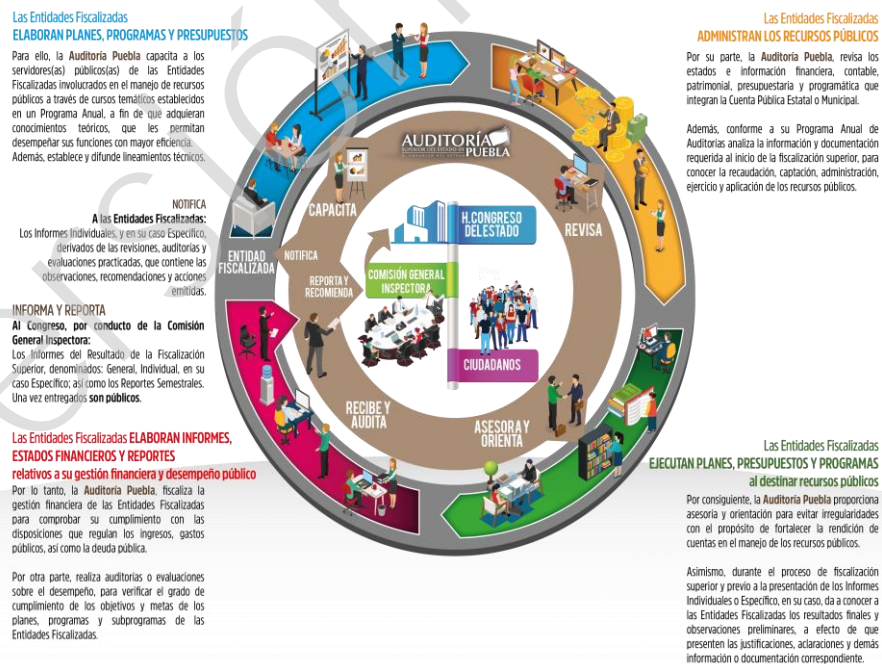 Las Entidades Fiscalizadas
ELABORAN PLANES, PROGRAMAS Y PRESUPUESTOS
Para ello, la Auditoría Puebla capacita a los
servidores(as) públicos(as) de las Entidades
Fiscalizadas involucrados en el manejo de recursos
públicos a través de cursos temáticos establecidos
en un Programa Anual, a fin de que adquieran
conocimientos teóricos, que les permitan
desempeñar sus funciones con mayor eficiencia.
Además, establece y difunde lineamientos técnicos.
NOTIFICA
A las Entidades Fiscalizadas:
Los Informes Individuales, y en su caso Específico,
derivados de las revisiones, auditorías y
evaluaciones practicadas, que contiene las
observaciones, recomendaciones y acciones
emitidas.
INFORMA Y REPORTA
Al Congreso, por conducto de la Comisión
General Inspectora:
Los Informes del Resultado de la Fiscalización
Superior, denominados: General, Individual, en su
caso Específico; así como los Reportes Semestrales.
Una vez entregados son públicos.
Las Entidades Fiscalizadas ELABORAN INFORMES,
ESTADOS FINANCIEROS Y REPORTES
relativos a su gestión financiera y desempeño público
Por lo tanto, la Auditoría Puebla, fiscaliza la
gestión financiera de las Entidades Fiscalizadas
para comprobar su cumplimiento con las
disposiciones que regulan los ingresos, gastos
públicos, así como la deuda pública.
Por otra parte, realiza auditorías o evaluaciones
sobre el desempeño, para verificar el grado de
cumplimiento de los objetivos y metas de los
planes, programas y subprogramas de las
Entidades Fiscalizadas.
AUDITORÍA
SUPERIOR DEL ESTADO DE
PUEBLA
CAPACITA
REVISA
ENTIDAD
FISCALIZADA
NOTIFICA
REPORTA Y
RECOMIENDA
H. CONGRESO
DEL ESTADO
COMISIÓN GENERAL
INSPECTORA
CIUDADANOS
RECIBE Y
AUDITA
ASESORA Y
ORIENTA
Las Entidades Fiscalizadas
ADMINISTRAN LOS RECURSOS PÚBLICOS
Por su parte, la Auditoría Puebla, revisa los
estados e información financiera, contable,
patrimonial, presupuestaria y programática que
integran la Cuenta Pública Estatal o Municipal.
Además, conforme a su Programa Anual de
Auditorias analiza la información y documentación
requerida al inicio de la fiscalización superior, para
conocer la recaudación, captación, administración,
ejercicio y aplicación de los recursos públicos.
Las Entidades Fiscalizadas
EJECUTAN PLANES, PRESUPUESTOS Y PROGRAMAS
al destinar recursos públicos
Por consiguiente, la Auditoría Puebla proporciona
asesoría y orientación para evitar irregularidades
con el propósito de fortalecer la rendición de
cuentas en el manejo de los recursos públicos.
Asimismo, durante el proceso de fiscalización
superior y previo a la presentación de los Informes
Individuales o Específico, en su caso, da a conocer a
las Entidades Fiscalizadas los resultados finales y
observaciones preliminares, a efecto de que
presenten las justificaciones, aclaraciones y demás
información o documentación correspondiente.